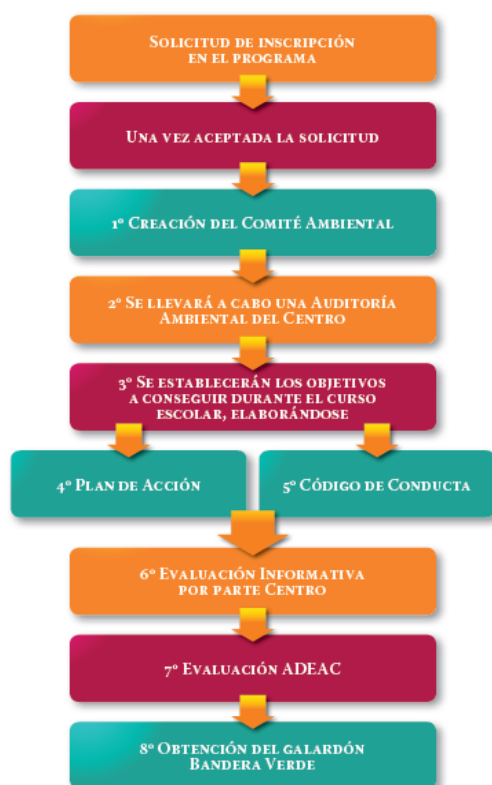 Solicitud de inscripción
en el programa
Una vez aceptada la solicitud
1º Creación del Comité Ambiental
2º Se llevará a cabo una Auditoría
Ambiental del Centro
3º Se establecerán los objetivos
a conseguir durante el curso
escolar, elaborándose
4º Plan de Acción
5º Código de Conducta
6º Evaluación Informativa
por parte Centro
7º Evaluación ADEAC
8º Obtención del galardón
Bandera Verde